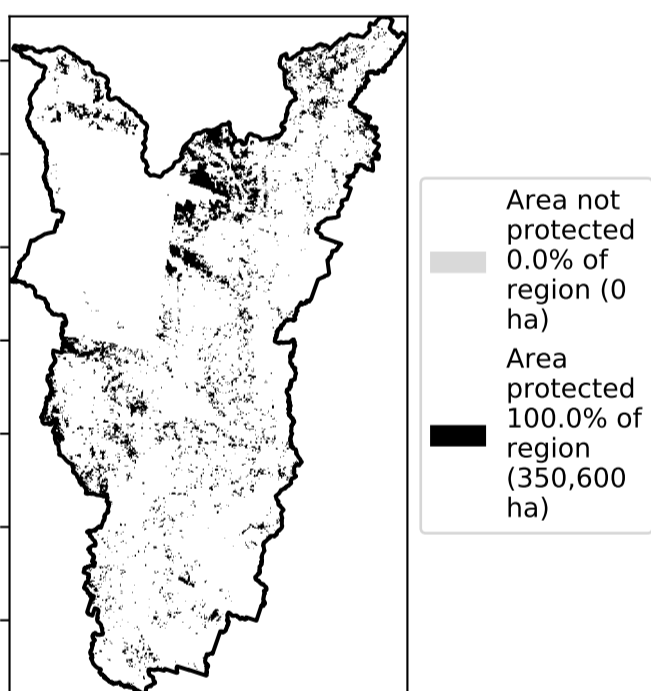 Area not
protected
0.0% of
region (0
ha)
Area
protected
100.0% of
region
(350,600
ha)